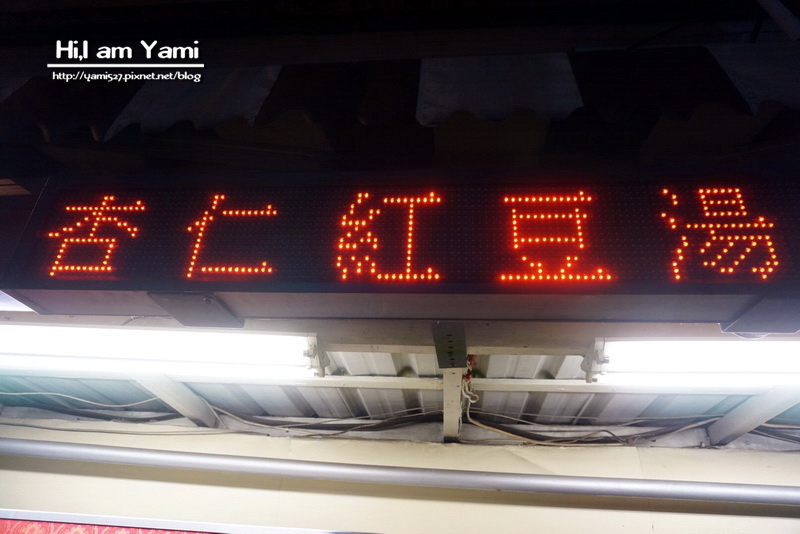 Hi,I am Yami
http://yami527.pixnet.net/blog
杏仁紅豆湯